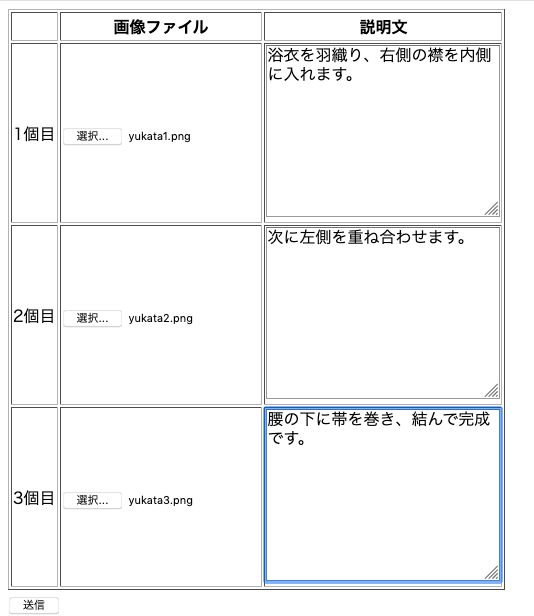 画像ファイル 説明文
1個目 選択... yukata1.png
浴衣を羽織り、右側の襟を内側
に入れます。
2個目 選択... yukata2.png
次に左側を重ね合わせます。
3個目 選択... yukata3.png
腰の下に帯を巻き、結んで完成
です。
送信